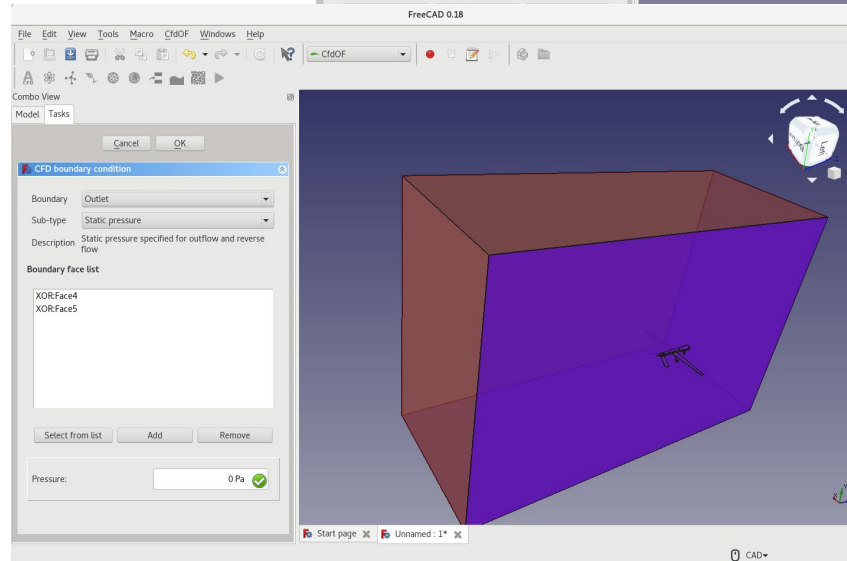 FreeCAD 0.18
File Edit View Tools Macro CfdOF Windows Help
CfdOF
Combo View
Model Tasks
Cancel OK
CFD boundary condition
Boundary Outlet
Sub-type Static pressure
Description Static pressure specified for outflow and reverse
flow
Boundary face list
XOR:Face4
XOR:Face5
Select from list Add Remove
Pressure: 0 Pa
Left
Start page Unnamed : 1*
CAD